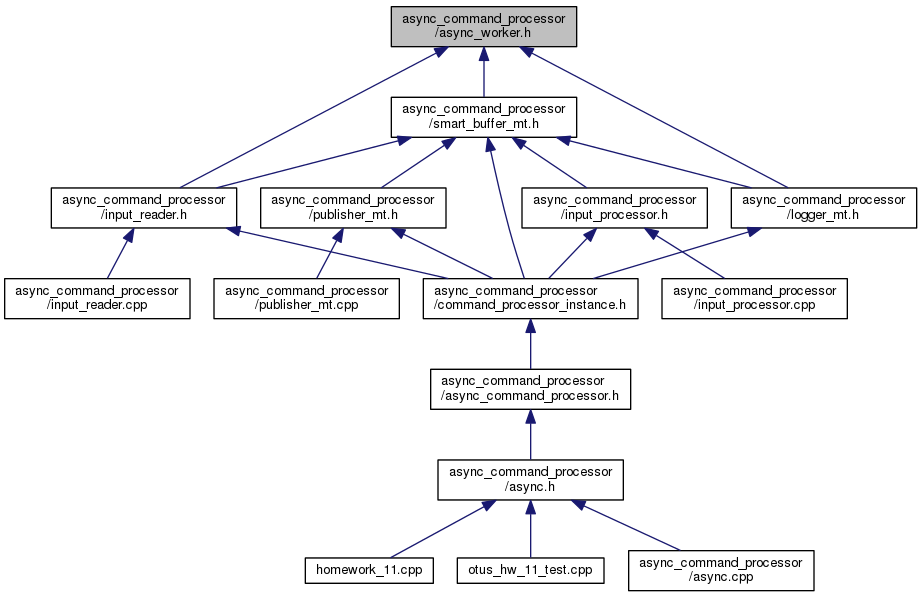 async_command_processor
/async_worker.h
async_command_processor
/smart_buffer_mt.h
async_command_processor
/input_reader.h
async_command_processor
/publisher_mt.h
async_command_processor
/input_processor.h
async_command_processor
/logger_mt.h
async_command_processor
/input_reader.cpp
async_command_processor
/publisher_mt.cpp
async_command_processor
/command_processor_instance.h
async_command_processor
/input_processor.cpp
async_command_processor
/async_command_processor.h
async_command_processor
/async.h
homework_11.cpp
otus_hw_11_test.cpp
async_command_processor
/async.cpp